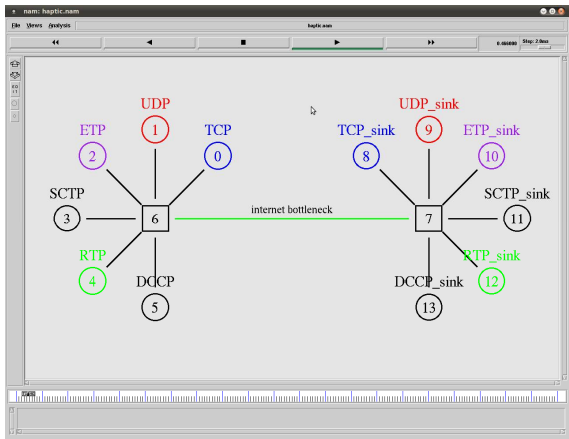 nam: haptic.nam
File Views Analysis haptic.nam
0.466000 Step: 2.0ms
UDP UDP_sink
ETP 1 TCP TCP_sink 9 ETP_sink
2 0 8 10
SCTP internet bottleneck SCTP_sink
3 6 7 11
RTP RTP_sink
4 DCCP DCCP_sink 12
5 13